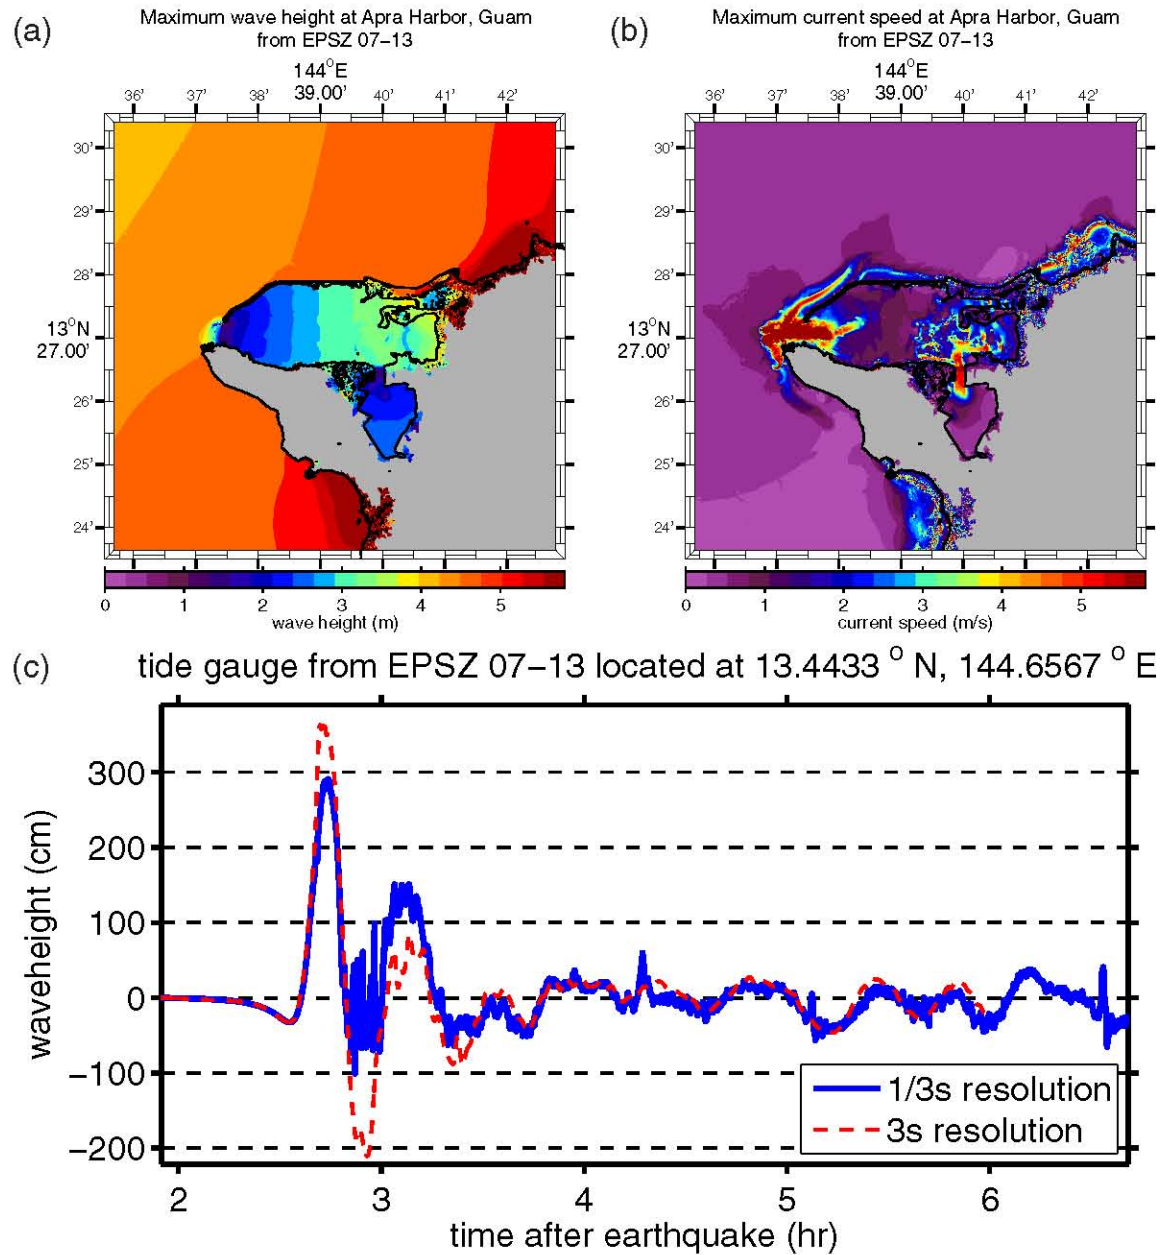 (a)
Maximum wave height at Apra Harbor, Guam
from EPSZ 07−13
144°E
36' 37' 38' 39.00' 40' 41' 42'
30'
29'
28'
13°N
27.00'
26'
25'
24'
0 1 2 3 4 5
wave height (m)
(b)
Maximum current speed at Apra Harbor, Guam
from EPSZ 07−13
144°E
36' 37' 38' 39.00' 40' 41' 42'
30'
29'
28'
13°N
27.00'
26'
25'
24'
0 1 2 3 4 5
current speed (m/s)
(c) tide gauge from EPSZ 07−13 located at 13.4433 ° N, 144.6567 ° E
waveheight (cm)
300
200
100
0
−100
−200
1/3s resolution
3s resolution
2 3 4 5 6
time after earthquake (hr)